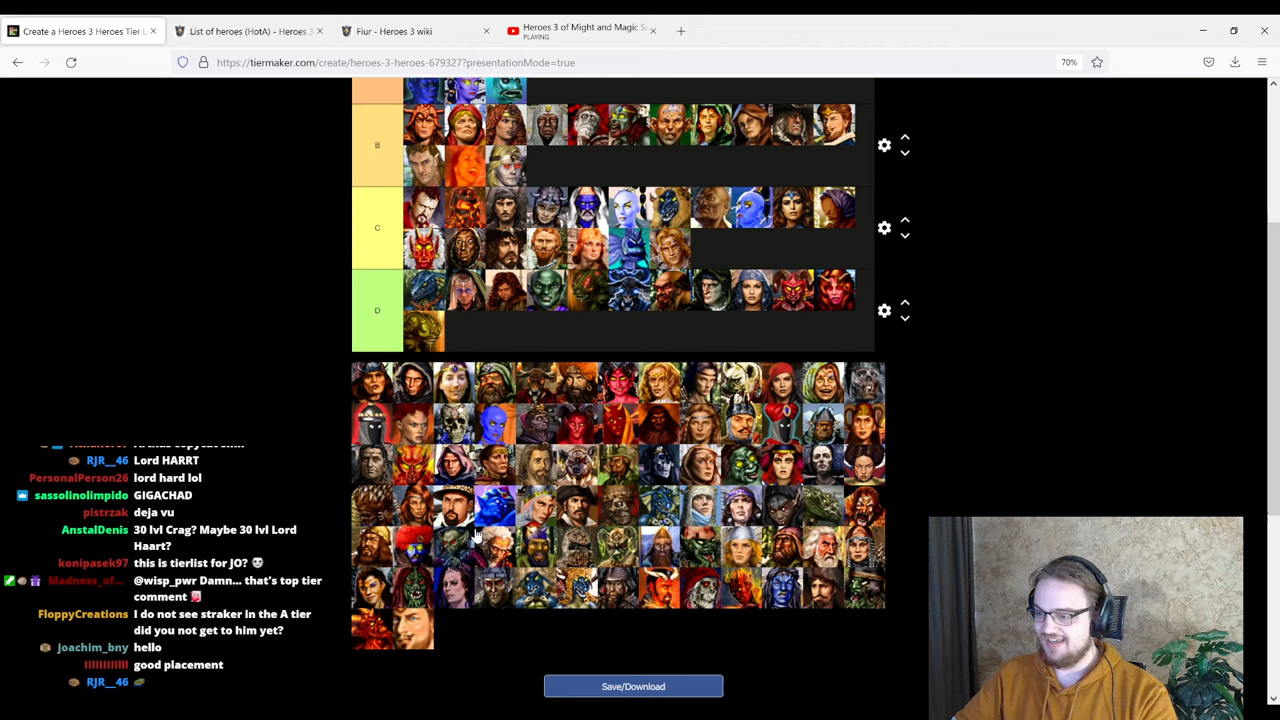 Create a Heroes 3 Heroes Tier L
List of heroes (HotA) - Heroes 3
Fiur - Heroes 3 wiki
Heroes 3 of Might and Magic S
PLAYING
https://tiermaker.com/create/heroes-3-heroes-679327?presentationMode=true
70%
B
C
D
RJR__46 Lord HARRT
PersonalPerson26 lord hard lol
sassolinolimpido GIGACHAD
pistrzak deja vu
AnstalDenis 30 lvl Crag? Maybe 30 lvl Lord
Haart?
konipasek97 this is tierlist for JO?
Madness_of... @wisp_pwr Damn... that's top tier
comment
FloppyCreations I do not see straker in the A tier
did you not get to him yet?
Joachim_bny hello
good placement
RJR__46
Save/Download